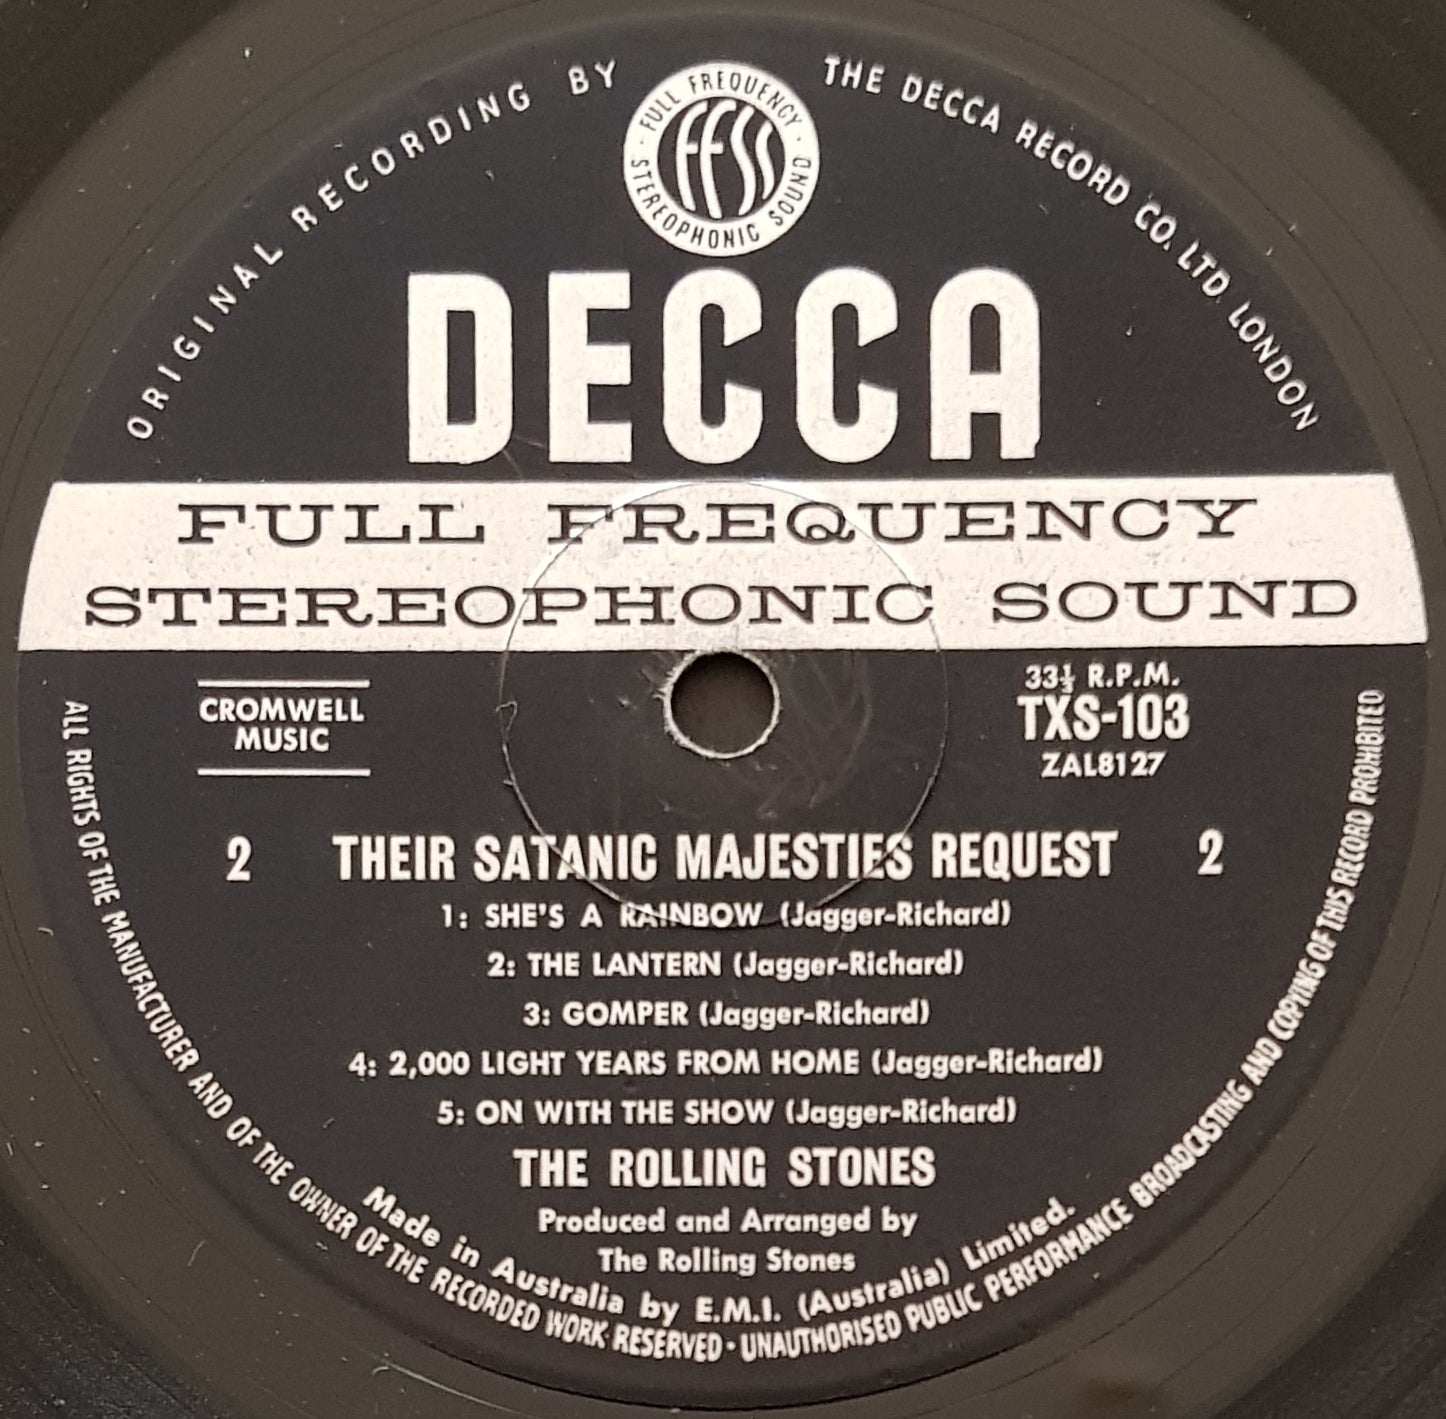 ORIGINAL RECORDING BY THE DECCA RECORD CO. LTD. LONDON
· FULL FREQUENCY · STEREOPHONIC SOUND
FFSS
DECCA
FULL FREQUENCY
STEREOPHONIC SOUND
CROMWELL
MUSIC
33⅓ R.P.M.
TXS-103
ZAL8127
2 THEIR SATANIC MAJESTIES REQUEST 2
1: SHE'S A RAINBOW (Jagger-Richard)
2: THE LANTERN (Jagger-Richard)
3: GOMPER (Jagger-Richard)
4: 2,000 LIGHT YEARS FROM HOME (Jagger-Richard)
5: ON WITH THE SHOW (Jagger-Richard)
THE ROLLING STONES
Produced and Arranged by
The Rolling Stones
Made in Australia by E.M.I. (Australia) Limited.
ALL RIGHTS OF THE MANUFACTURER AND OF THE OWNER OF THE RECORDED WORK RESERVED · UNAUTHORISED PUBLIC PERFORMANCE BROADCASTING AND COPYING OF THIS RECORD PROHIBITED